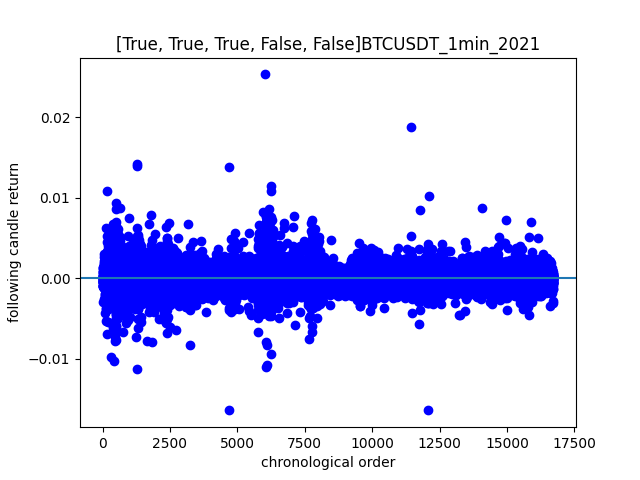 [True, True, True, False, False]BTCUSDT_1min_2021
0.02
0.01
0.00
−0.01
following candle return
0 2500 5000 7500 10000 12500 15000 17500
chronological order